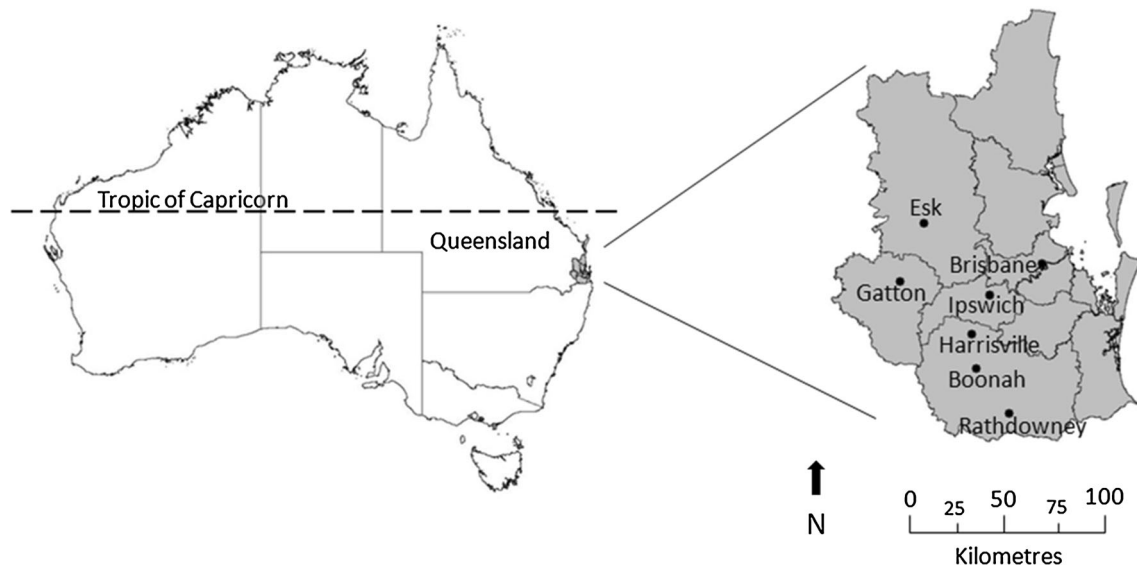 Tropic of Capricorn
Queensland
Esk
Brisbane
Gatton
Ipswich
Harrisville
Boonah
Rathdowney
N
0 25 50 75 100
Kilometres